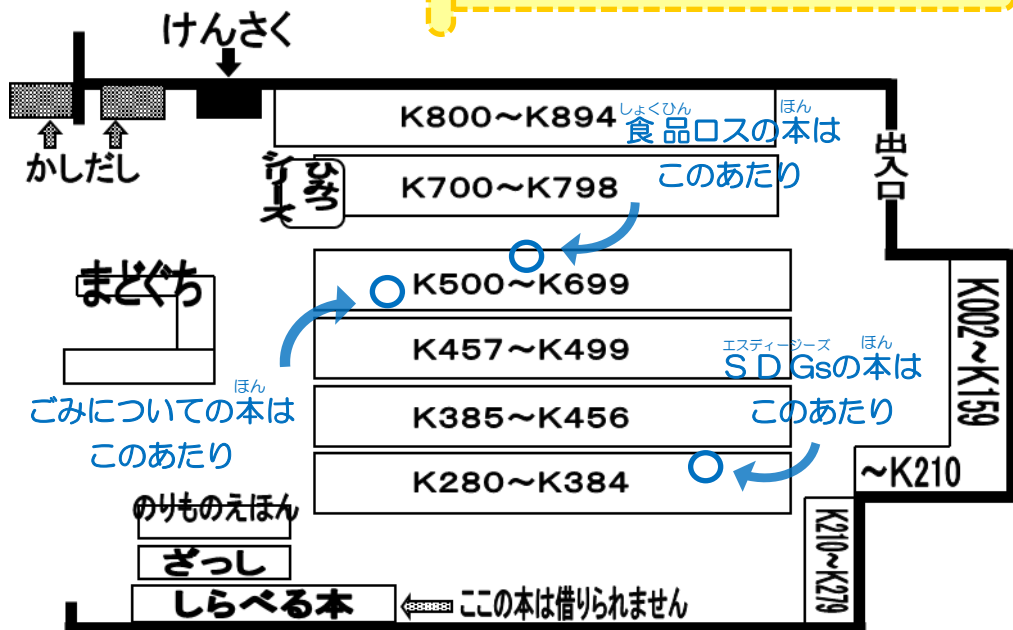 けんさく
かしだし
K800～K894
しょくひん ほん
食品ロスの本は
このあたり
出入口
ひみつ
シリーズ
K700～K798
まどぐち
K500～K699
K002～K159
K457～K499
エスディージーズ ほん
SDGsの本は
このあたり
ほん
ごみについての本は
このあたり
K385～K456
K280～K384
～K210
K210～K279
のりものえほん
ざっし
しらべる本
ここの本は借りられません